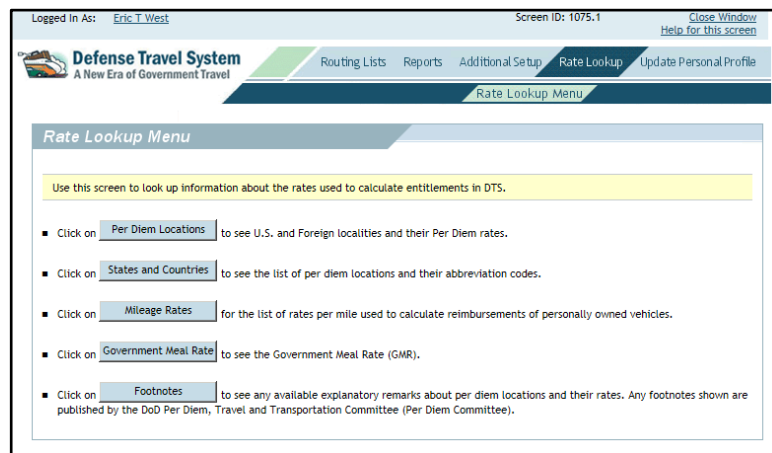 Logged In As: Eric T West Screen ID: 1075.1 Close Window
Help for this screen
Defense Travel System
A New Era of Government Travel
Routing Lists Reports Additional Setup Rate Lookup Update Personal Profile
Rate Lookup Menu
Rate Lookup Menu
Use this screen to look up information about the rates used to calculate entitlements in DTS.
Click on Per Diem Locations to see U.S. and Foreign localities and their Per Diem rates.
Click on States and Countries to see the list of per diem locations and their abbreviation codes.
Click on Mileage Rates for the list of rates per mile used to calculate reimbursements of personally owned vehicles.
Click on Government Meal Rate to see the Government Meal Rate (GMR).
Click on Footnotes to see any available explanatory remarks about per diem locations and their rates. Any footnotes shown are
published by the DoD Per Diem, Travel and Transportation Committee (Per Diem Committee).